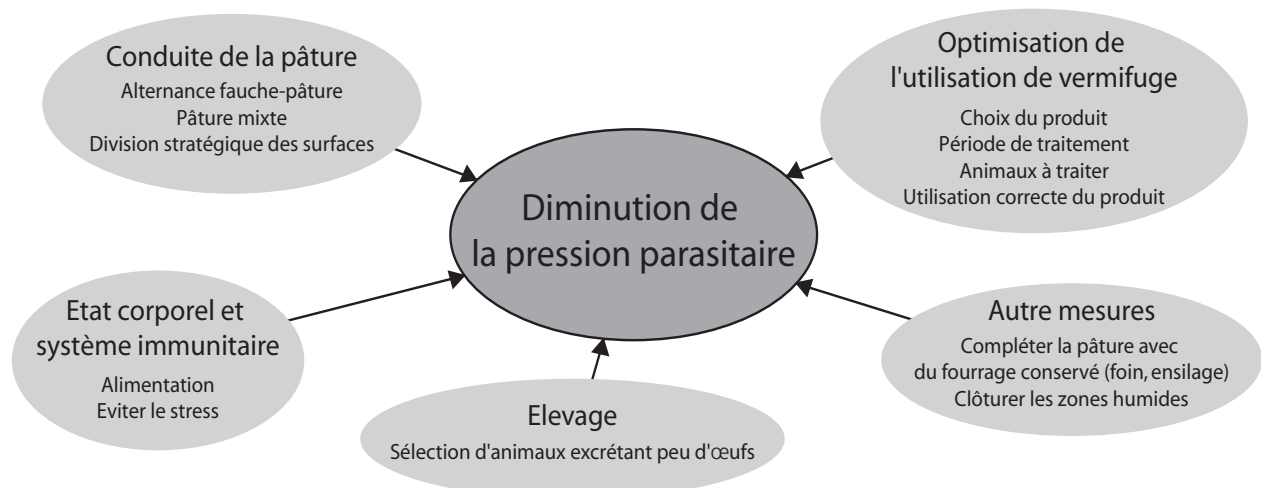 Conduite de la pâture
Alternance fauche-pâture
Pâture mixte
Division stratégique des surfaces
Optimisation de
l'utilisation de vermifuge
Choix du produit
Période de traitement
Animaux à traiter
Utilisation correcte du produit
Diminution de
la pression parasitaire
Etat corporel et
système immunitaire
Alimentation
Eviter le stress
Elevage
Sélection d'animaux excrétant peu d'œufs
Autre mesures
Compléter la pâture avec
du fourrage conservé (foin, ensilage)
Clôturer les zones humides